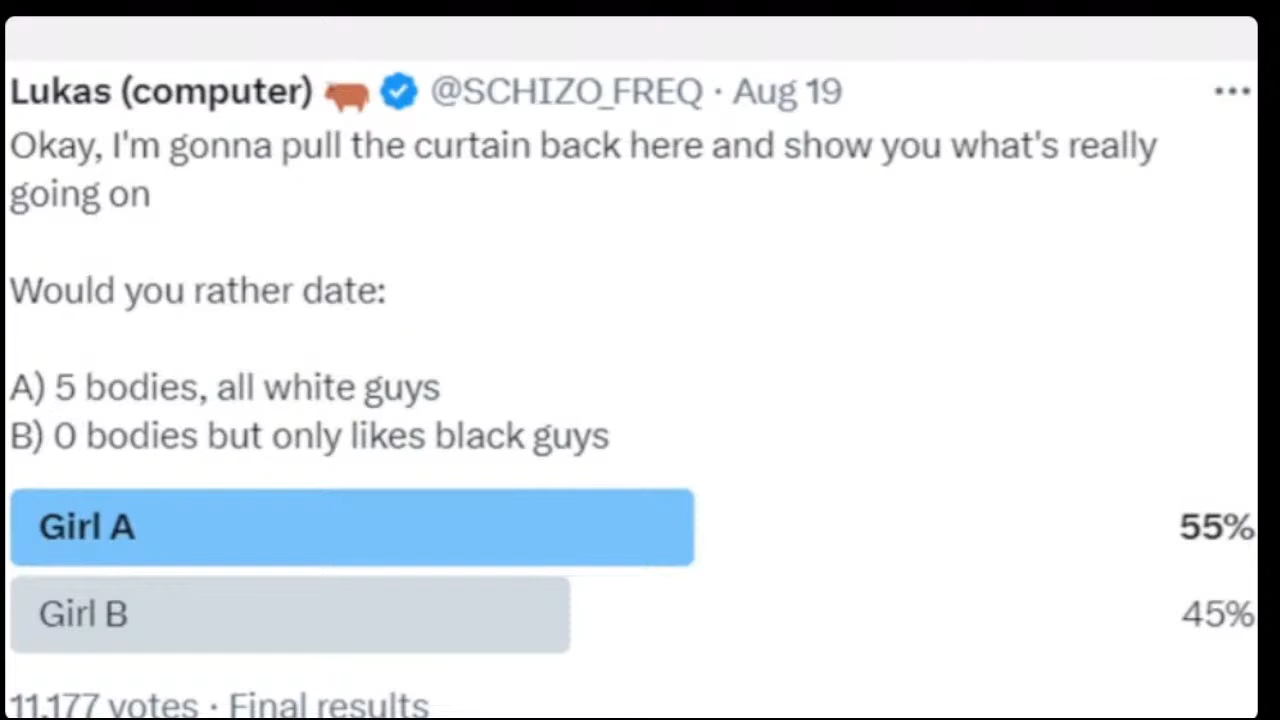 Lukas (computer) 🐂 @SCHIZO_FREQ · Aug 19 ...
Okay, I'm gonna pull the curtain back here and show you what's really
going on
Would you rather date:
A) 5 bodies, all white guys
B) 0 bodies but only likes black guys
Girl A 55%
Girl B 45%
11,177 votes · Final results